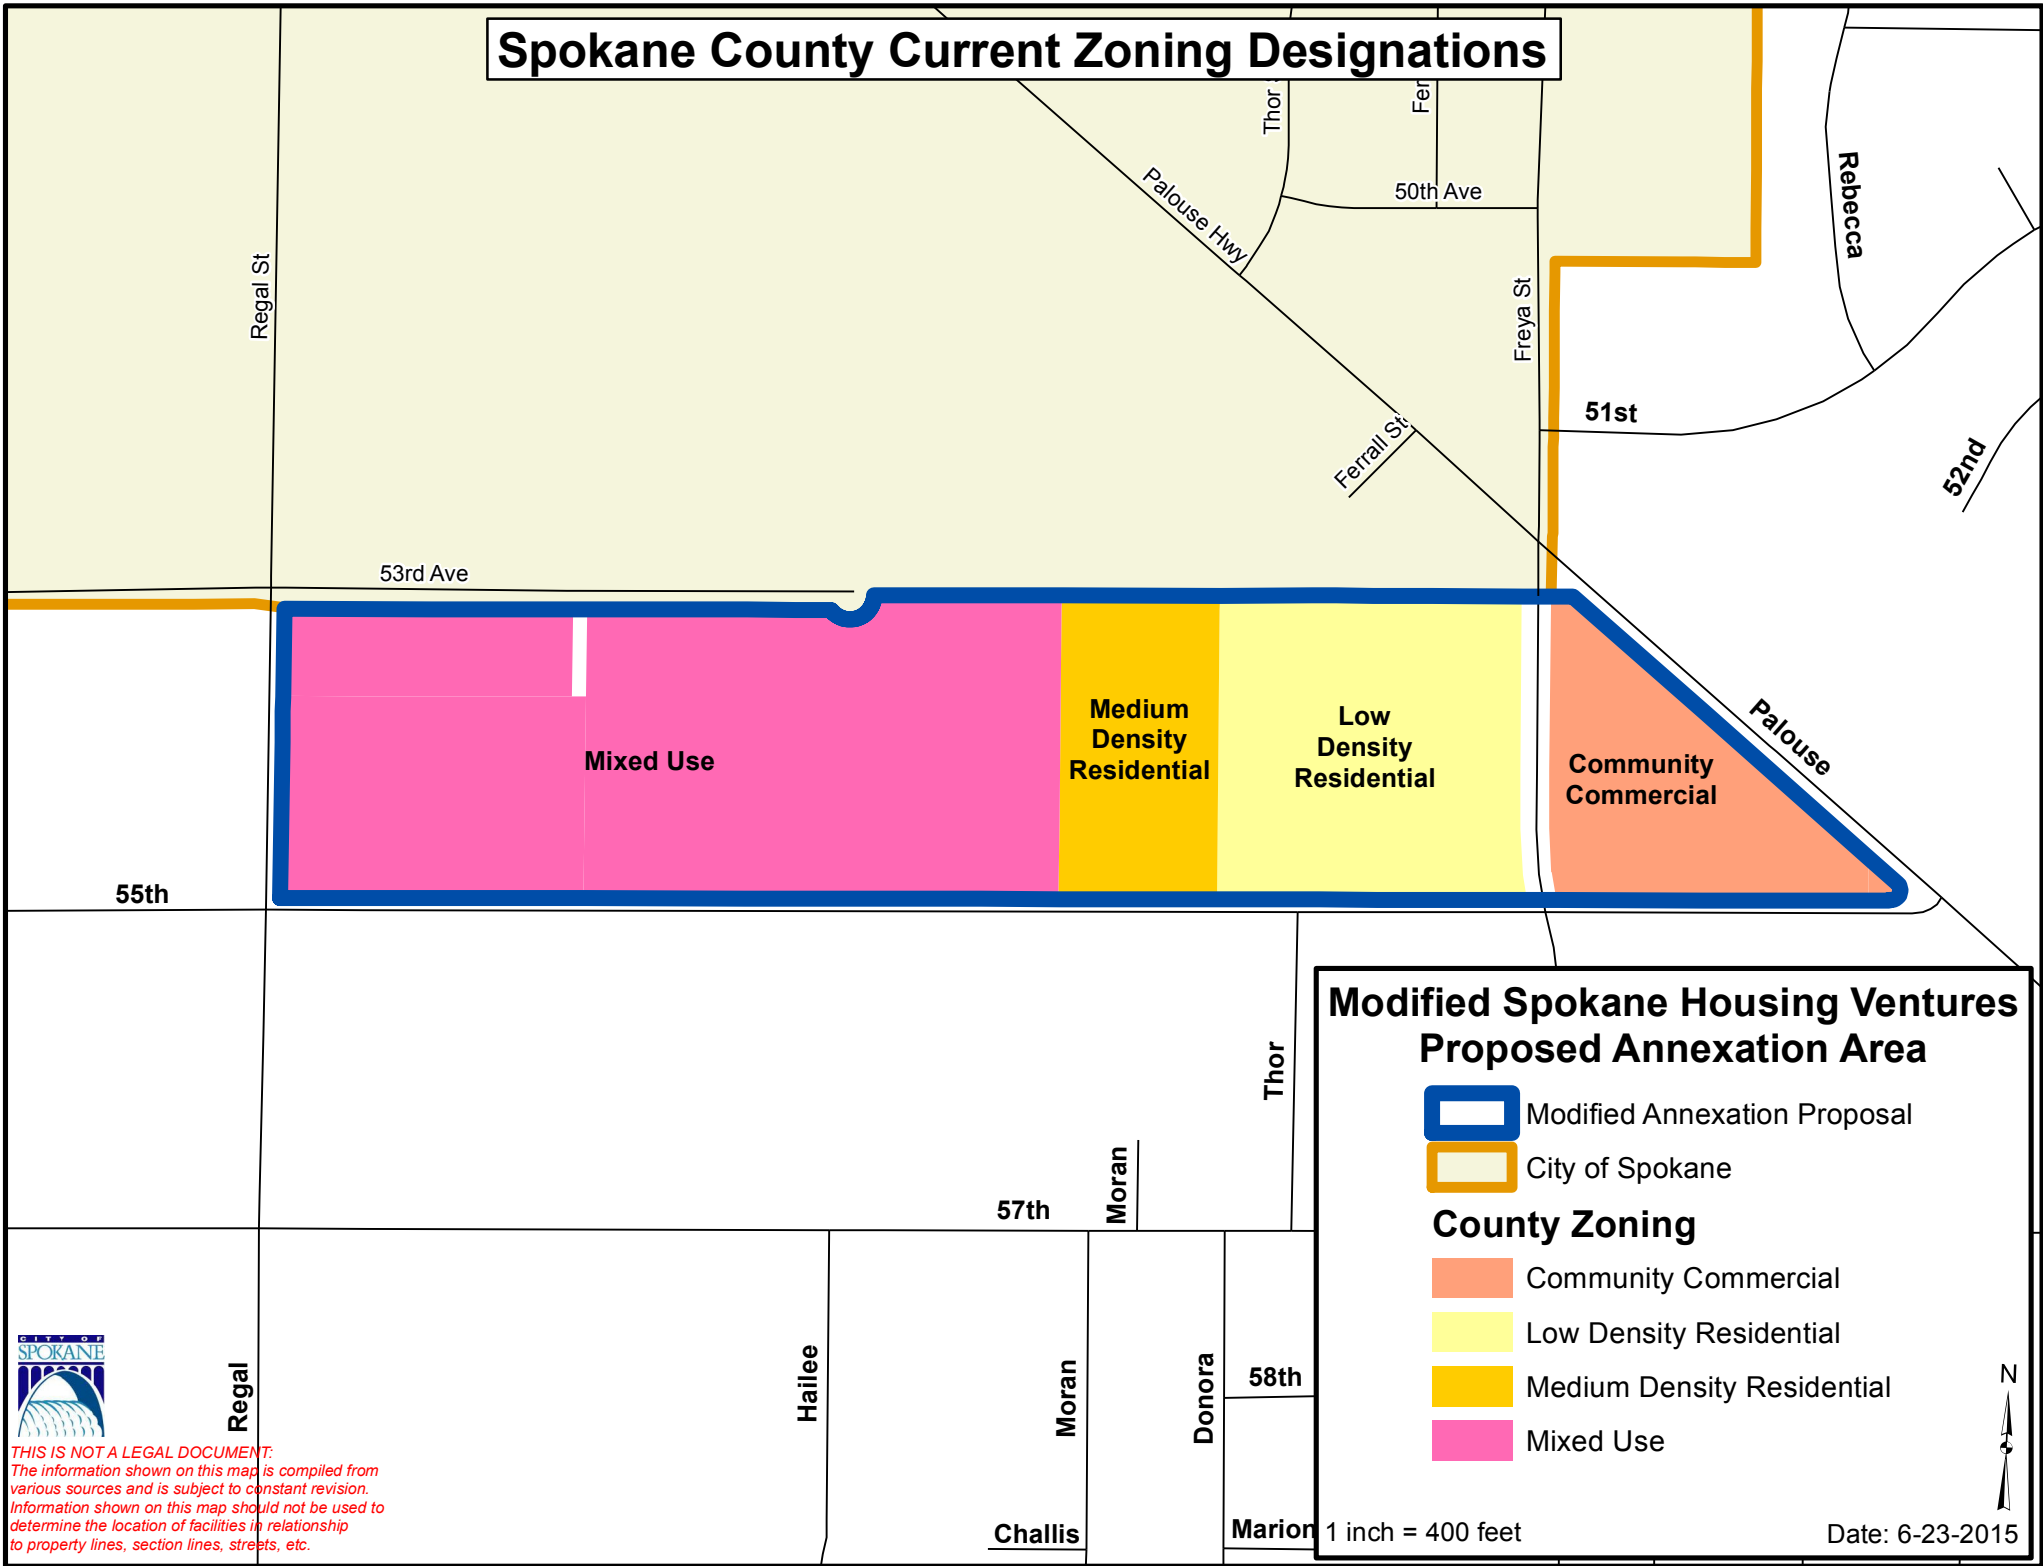 Spokane County Current Zoning Designations
Thor S
Fer
Rebecca
Palouse Hwy
50th Ave
Regal St
Freya St
51st
Ferrall St
52nd
53rd Ave
Medium
Density
Residential
Low
Density
Residential
Palouse
Mixed Use
Community
Commercial
55th
Modified Spokane Housing Ventures
Proposed Annexation Area
Modified Annexation Proposal
City of Spokane
County Zoning
Community Commercial
Low Density Residential
Medium Density Residential
Mixed Use
N
1 inch = 400 feet
Date: 6-23-2015
Thor
Moran
57th
Hailee
Moran
Donora
58th
Regal
Challis
Marion
CITY OF
SPOKANE
THIS IS NOT A LEGAL DOCUMENT:
The information shown on this map is compiled from
various sources and is subject to constant revision.
Information shown on this map should not be used to
determine the location of facilities in relationship
to property lines, section lines, streets, etc.